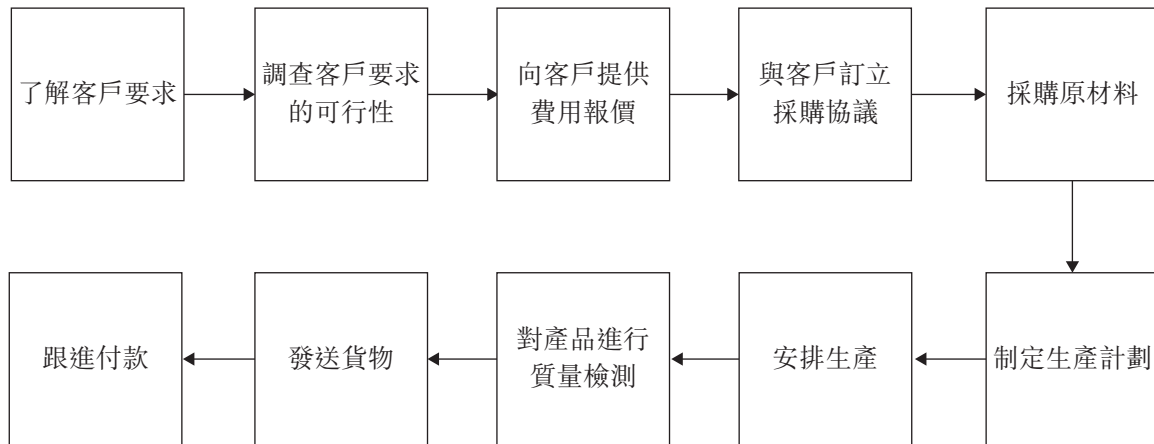 了解客戶要求
調查客戶要求
的可行性
向客戶提供
費用報價
與客戶訂立
採購協議
採購原材料
制定生產計劃
安排生產
對產品進行
質量檢測
發送貨物
跟進付款